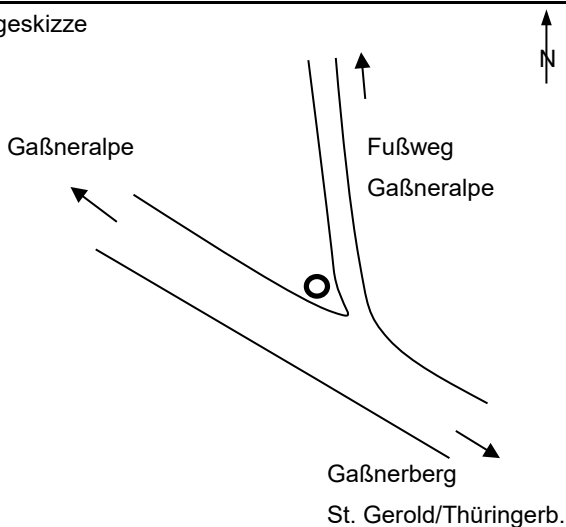 geskizze
N
Gaßneralpe
Fußweg
Gaßneralpe
Gaßnerberg
St. Gerold/Thüringerb.